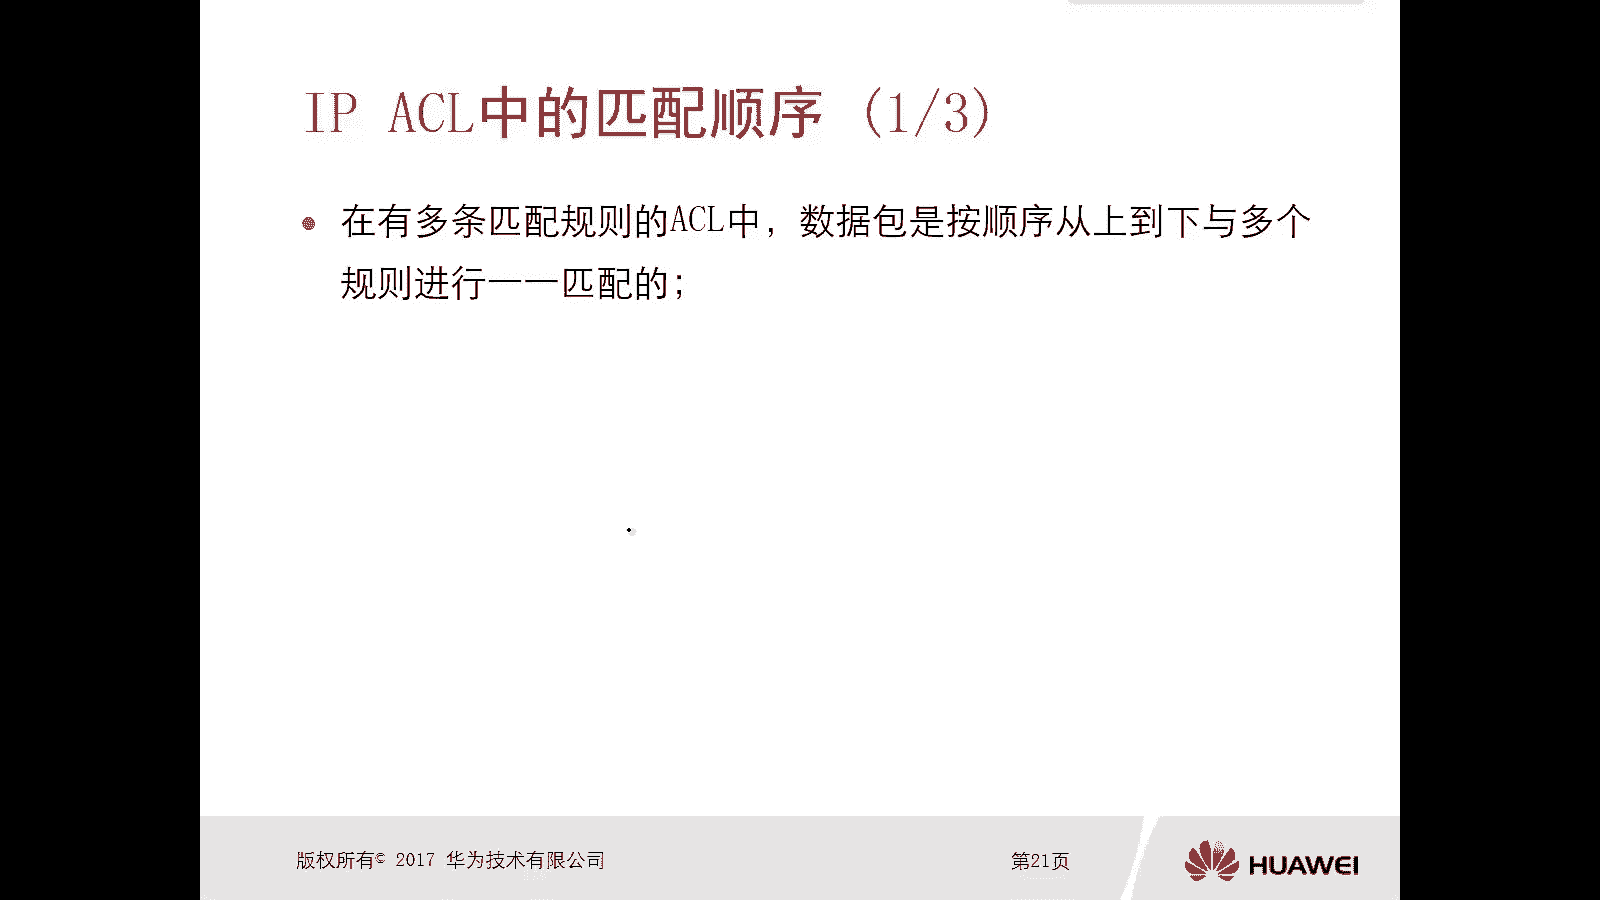 IP ACL中的匹配顺序 (1/3)
在有多条匹配规则的ACL中，数据包是按顺序从上到下与多个
规则进行一一匹配的；
版权所有© 2017 华为技术有限公司
第21页
HUAWEI